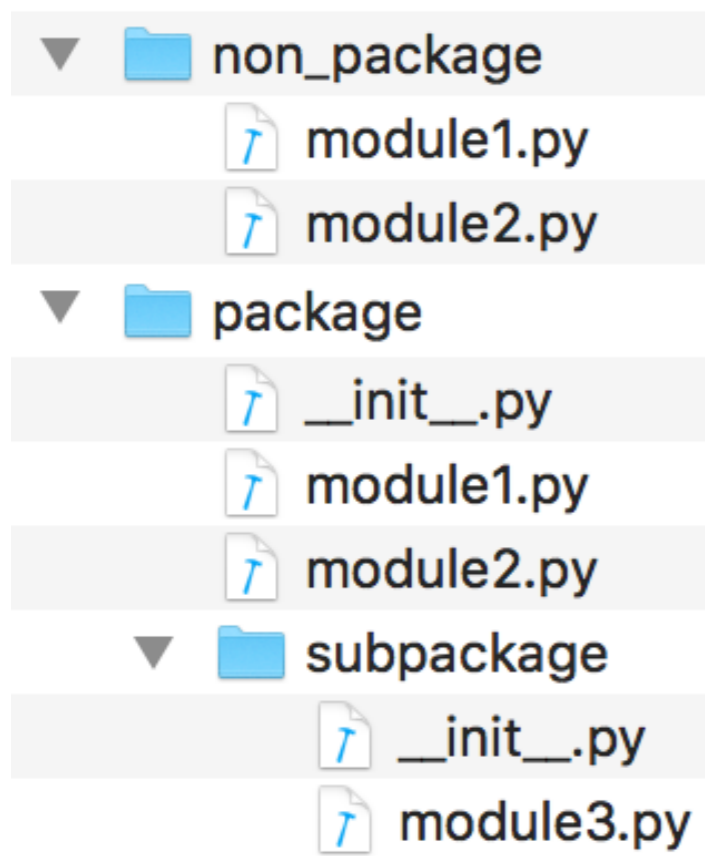 non_package
module1.py
module2.py
package
__init__.py
module1.py
module2.py
subpackage
__init__.py
module3.py